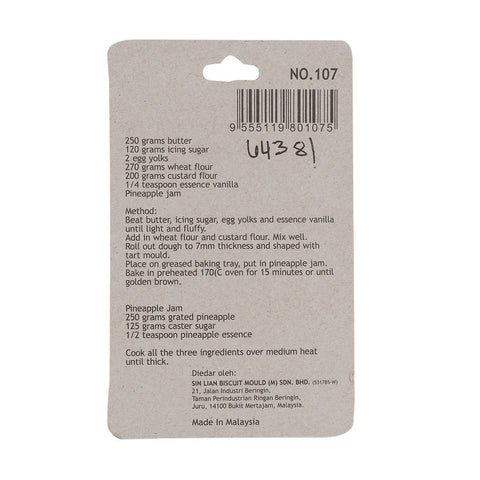 NO.107
9 555119 801075
64381
250 grams butter
120 grams icing sugar
2 egg yolks
270 grams wheat flour
200 grams custard flour
1/4 teaspoon essence vanilla
Pineapple jam
Method:
Beat butter, icing sugar, egg yolks and essence vanilla
until light and fluffy.
Add in wheat flour and custard flour. Mix well.
Roll out dough to 7mm thickness and shaped with
tart mould.
Place on greased baking tray, put in pineapple jam.
Bake in preheated 170(C oven for 15 minutes or until
golden brown.
Pineapple Jam
250 grams grated pineapple
125 grams caster sugar
1/2 teaspoon pineapple essence
Cook all the three ingredients over medium heat
until thick.
Diedar oleh:
SIN LIAN BISCUIT MOULD (M) SDN. BHD. (531785-W)
21, Jalan Industri Beringin,
Taman Perindustrian Ringan Beringin,
Juru, 14100 Bukit Mertajam, Malaysia.
Made In Malaysia